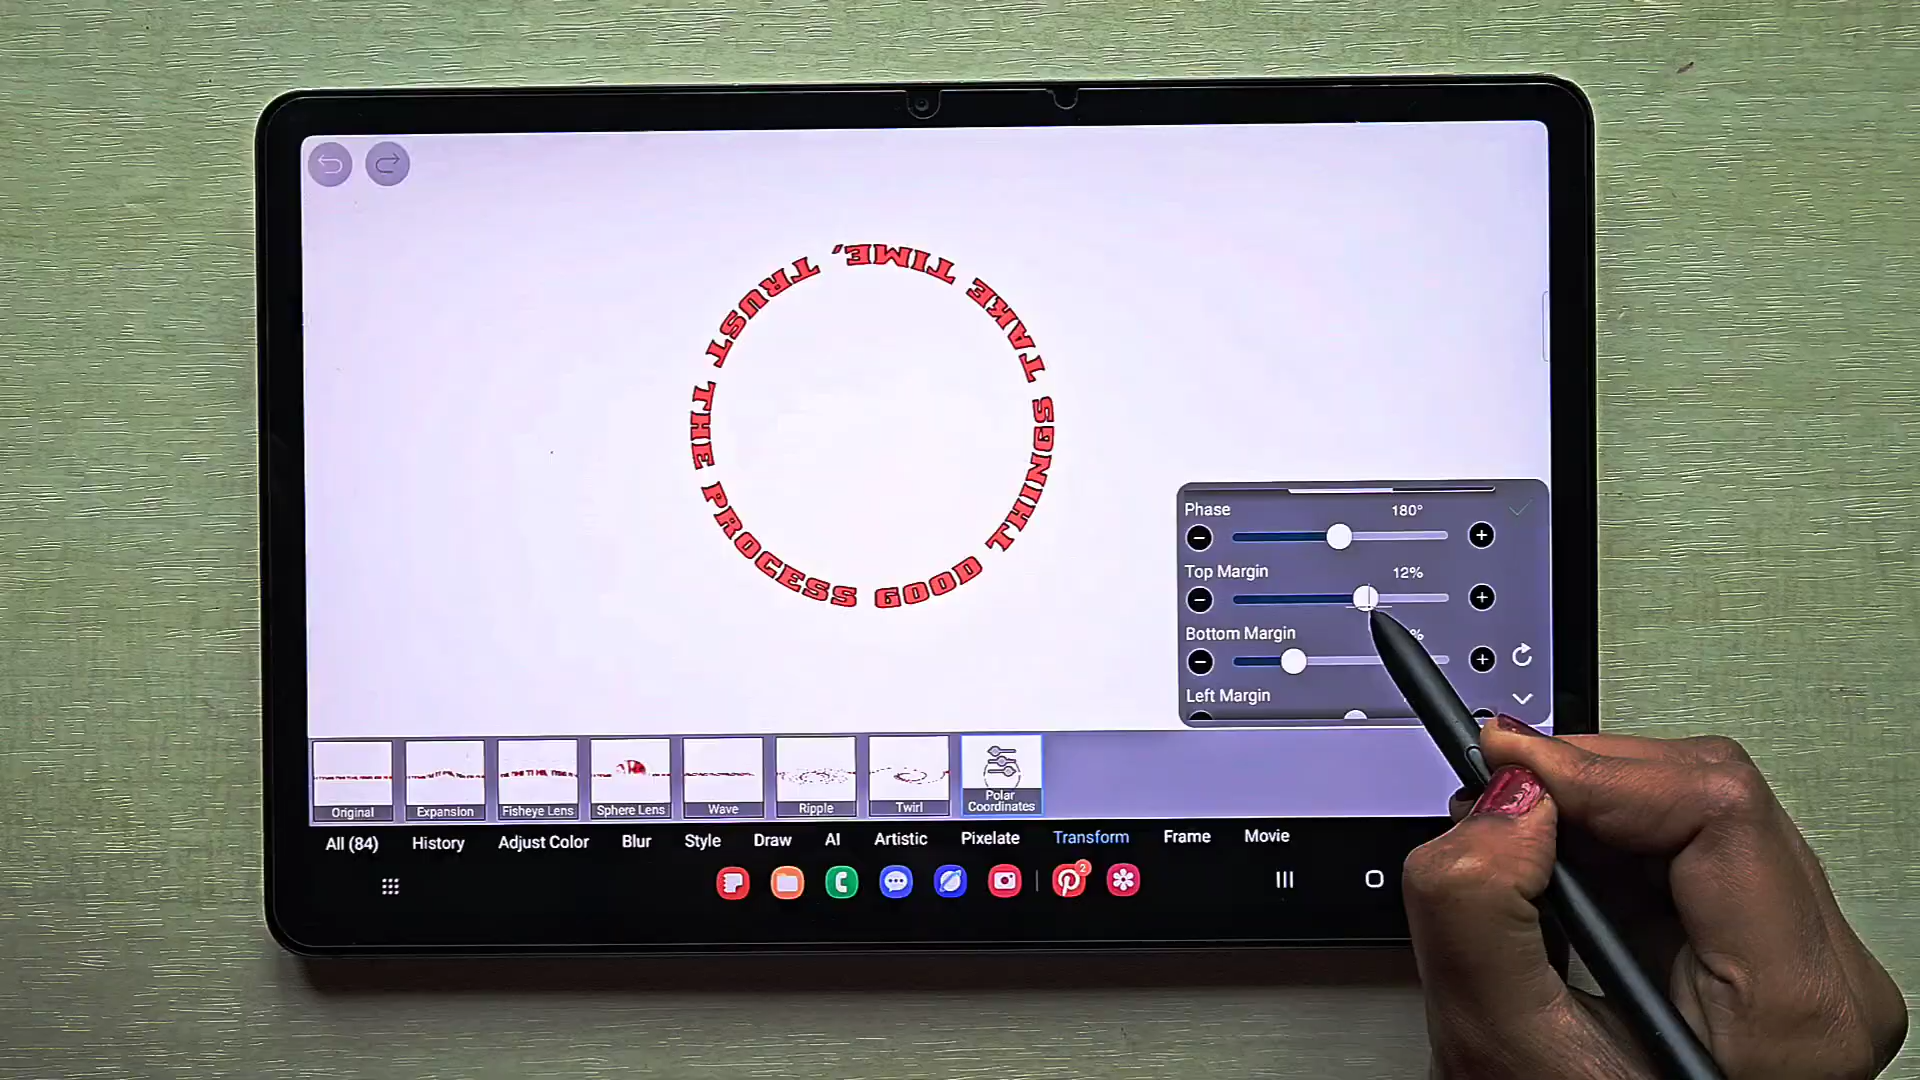 GOOD THINGS TAKE TIME, TRUST THE PROCESS
Phase 180°
Top Margin 12%
Bottom Margin %
Left Margin
Original
Expansion
Fisheye Lens
Sphere Lens
Wave
Ripple
Twirl
Polar
Coordinates
All (84) History Adjust Color Blur Style Draw AI Artistic Pixelate Transform Frame Movie
2